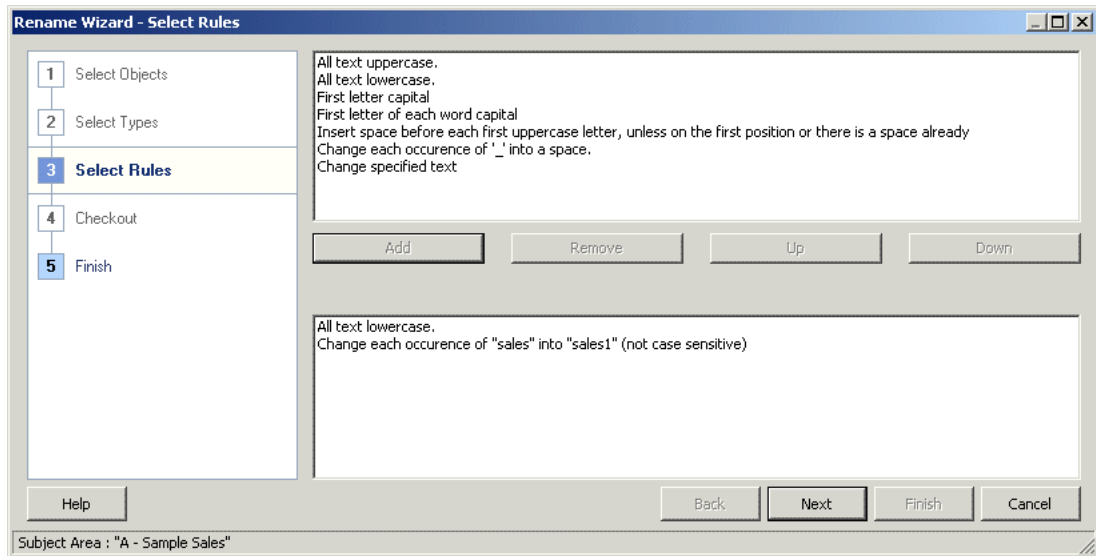 Rename Wizard - Select Rules
1 Select Objects
2 Select Types
3 Select Rules
4 Checkout
5 Finish
All text uppercase.
All text lowercase.
First letter capital
First letter of each word capital
Insert space before each first uppercase letter, unless on the first position or there is a space already
Change each occurence of '_' into a space.
Change specified text
Add Remove Up Down
All text lowercase.
Change each occurence of "sales" into "sales1" (not case sensitive)
Help Back Next Finish Cancel
Subject Area : "A - Sample Sales"